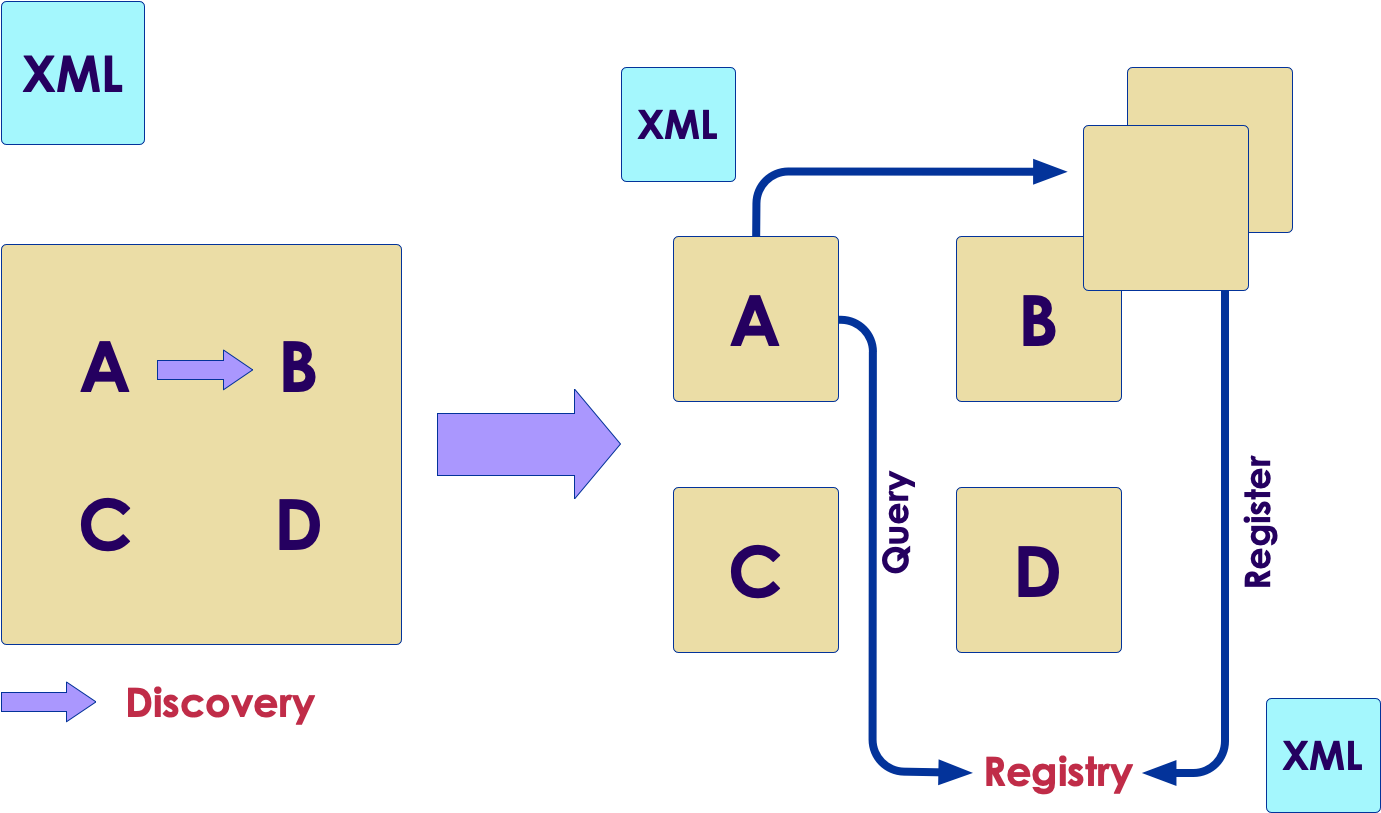 XML
A
B
C
D
Discovery
XML
A
B
C
D
Query
Register
Registry
XML